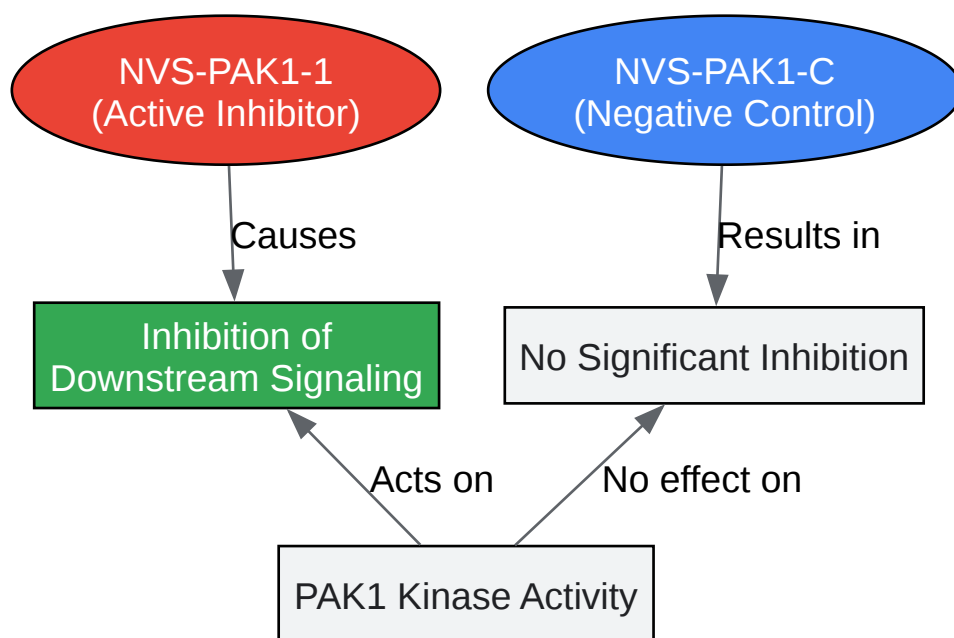 NVS-PAK1-1
(Active Inhibitor)
NVS-PAK1-C
(Negative Control)
Causes
Results in
Inhibition of
Downstream Signaling
No Significant Inhibition
Acts on
No effect on
PAK1 Kinase Activity